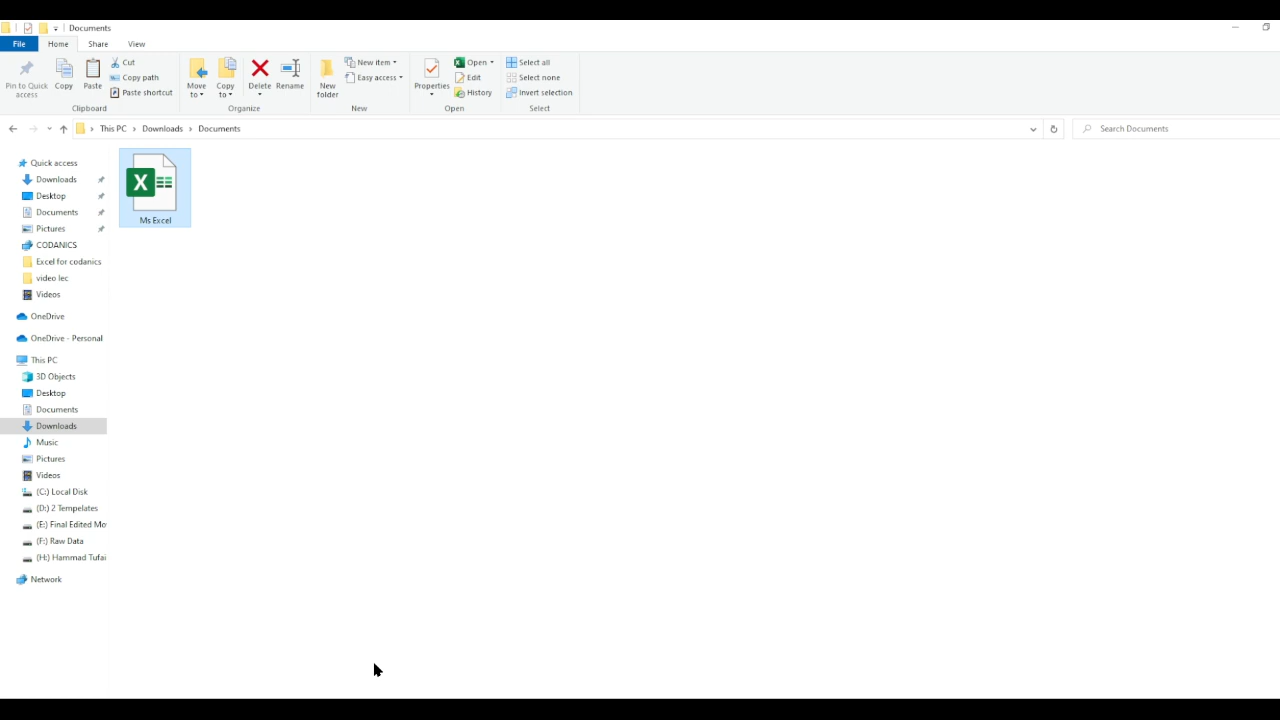 Documents
File Home Share View
Pin to Quick access
Copy
Paste
Cut
Copy path
Paste shortcut
Clipboard
Move to
Copy to
Delete
Rename
Organize
New folder
New item
Easy access
New
Properties
Open
Edit
History
Open
Select all
Select none
Invert selection
Select
This PC > Downloads > Documents
Search Documents
Quick access
Downloads
Desktop
Documents
Pictures
CODANICS
Excel for codanics
video lec
Videos
OneDrive
OneDrive - Personal
This PC
3D Objects
Desktop
Documents
Downloads
Music
Pictures
Videos
(C:) Local Disk
(D:) 2 Tempelates
(E:) Final Edited Mo
(F:) Raw Data
(H:) Hammad Tufai
Network
X
Ms Excel